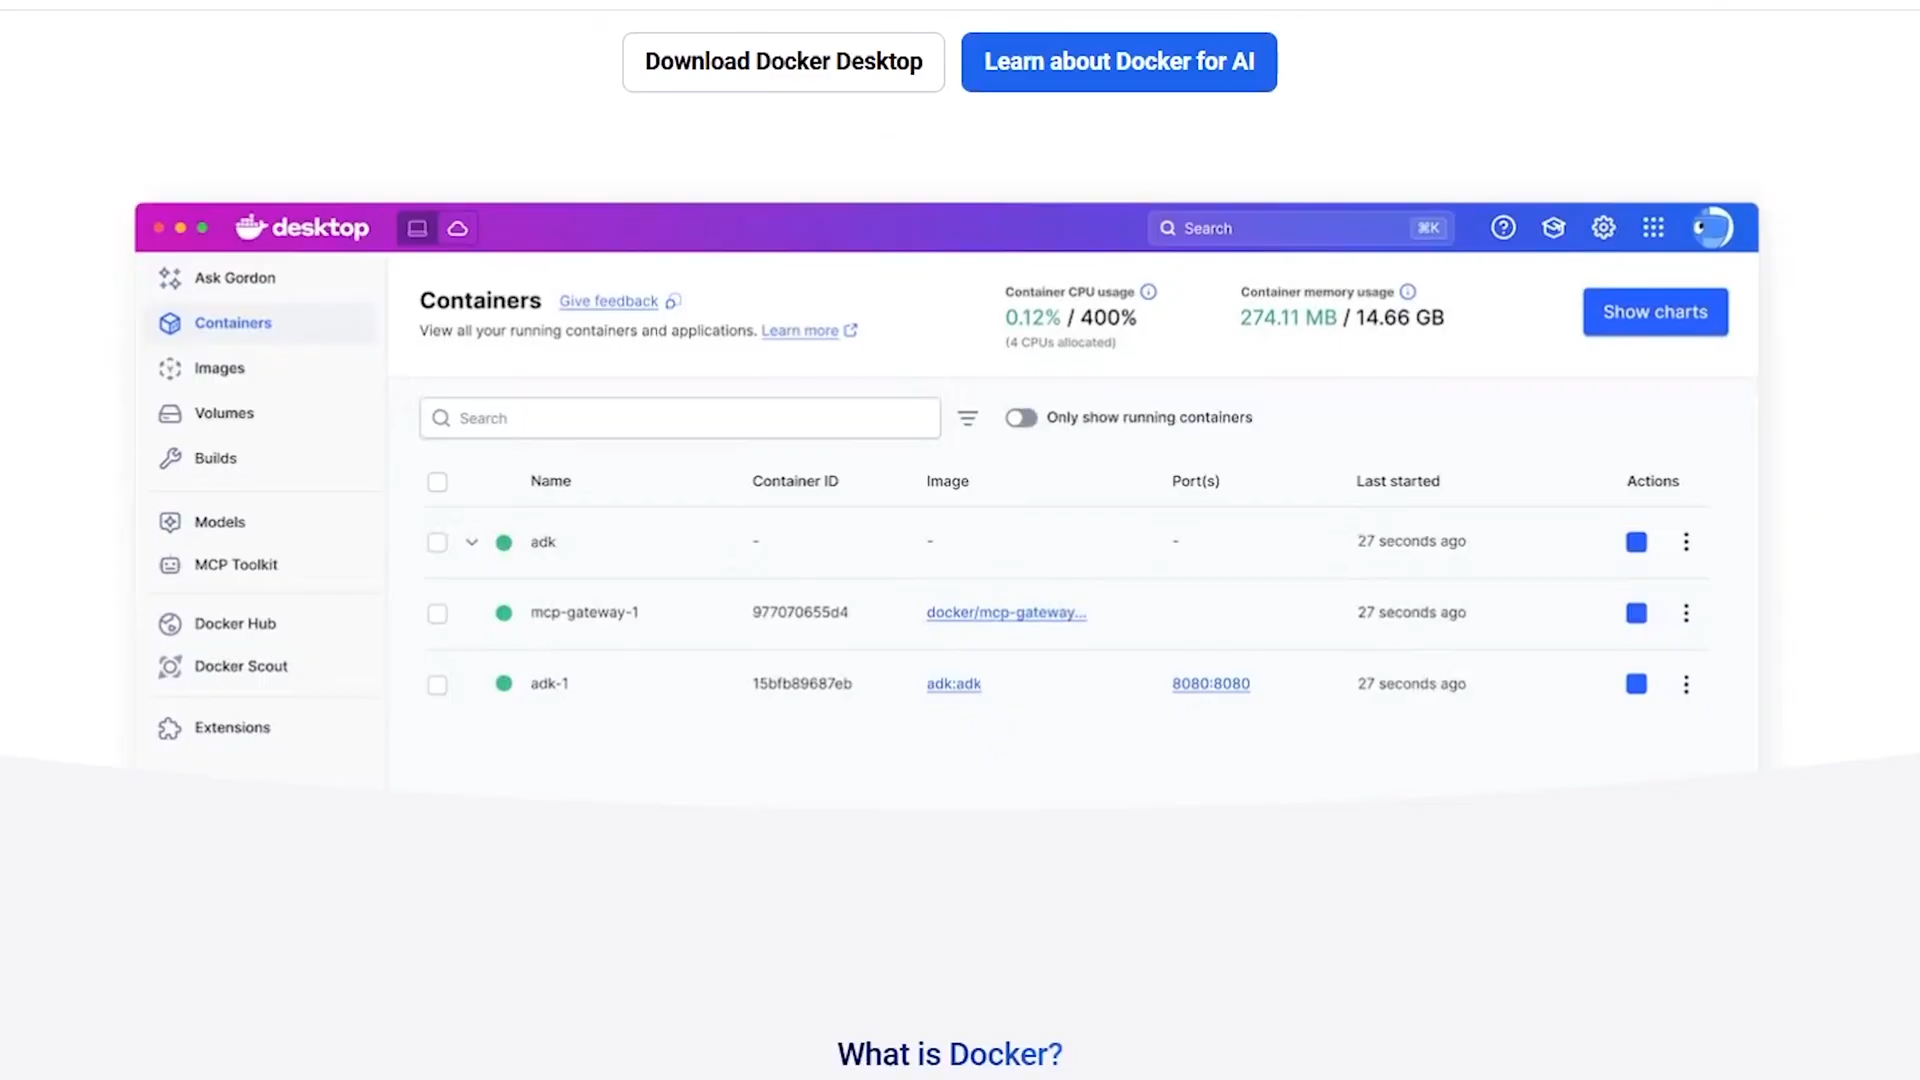 Download Docker Desktop Learn about Docker for AI
desktop Search ⌘K
Ask Gordon
Containers
Images
Volumes
Builds
Models
MCP Toolkit
Docker Hub
Docker Scout
Extensions
Containers Give feedback
View all your running containers and applications. Learn more
Container CPU usage
0.12% / 400%
(4 CPUs allocated)
Container memory usage
274.11 MB / 14.66 GB
Show charts
Search Only show running containers
Name Container ID Image Port(s) Last started Actions
adk - - - 27 seconds ago
mcp-gateway-1 977070655d4 docker/mcp-gateway... 27 seconds ago
adk-1 15bfb89687eb adk:adk 8080:8080 27 seconds ago
What is Docker?